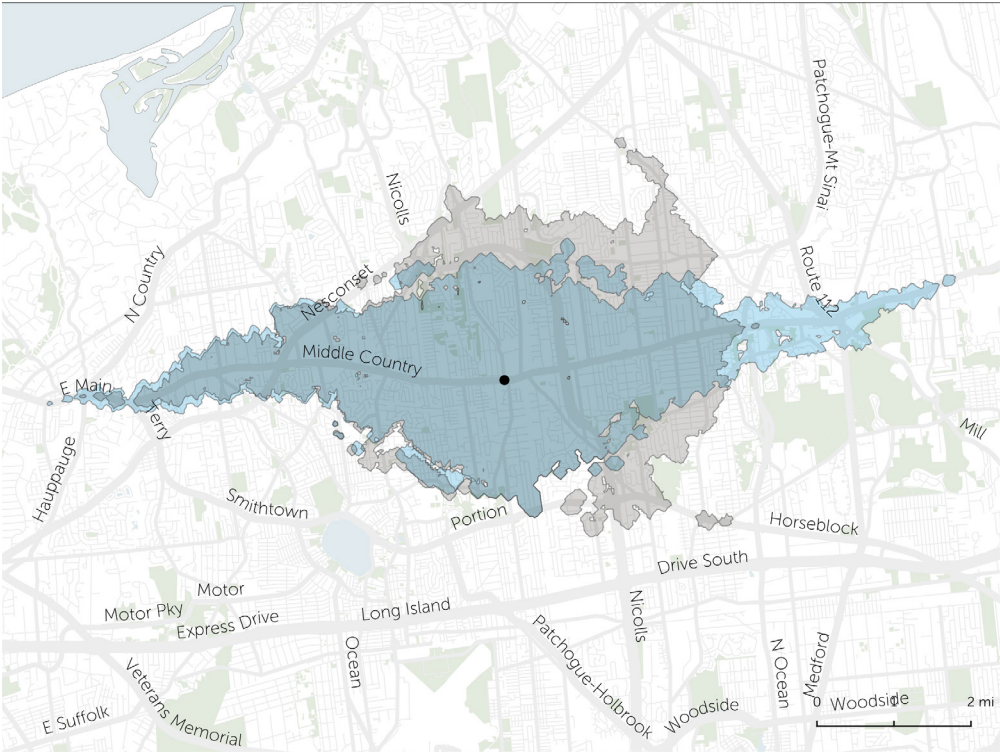 Patchogue-Mt Sinai
Nicolls
N Country
Nesconset
Route 112
Middle Country
E Main
Terry
Mill
Hauppauge
Smithtown
Portion
Horseblock
Drive South
Motor
Motor Pky
Express Drive
Long Island
Nicolls
Ocean
Patchogue-Holbrook
N Ocean
Medford
Veterans Memorial
E Suffolk
Woodside
Woodside
0 1 2 mi